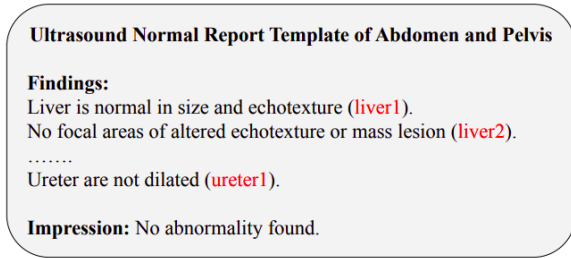 Ultrasound Normal Report Template of Abdomen and Pelvis
Findings:
Liver is normal in size and echotexture (liver1).
No focal areas of altered echotexture or mass lesion (liver2).
.......
Ureter are not dilated (ureter1).
Impression: No abnormality found.